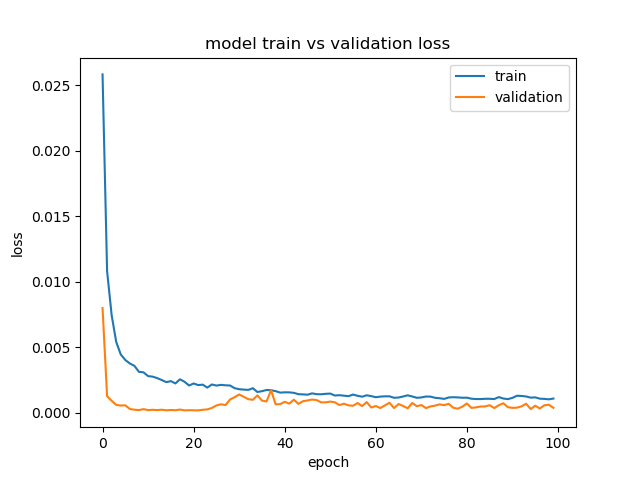 model train vs validation loss
train
validation
0.025
0.020
0.015
0.010
0.005
0.000
loss
0 20 40 60 80 100
epoch